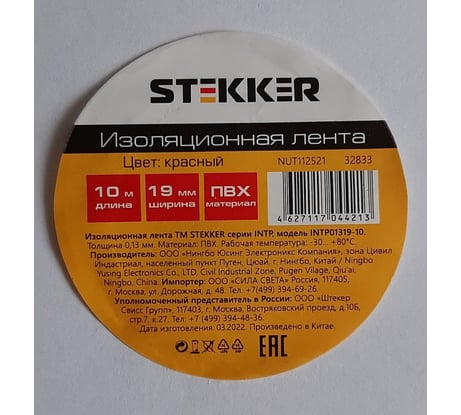 STEKKER
Изоляционная лента
Цвет: красный
NUT112521 32833
10 м
длина
19 мм
ширина
ПВХ
материал
4 627117 044213
Изоляционная лента ТМ STEKKER серии INTP, модель INTP01319-10.
Толщина 0,13 мм. Материал: ПВХ. Рабочая температура: -30... +80°C.
Производитель: ООО «Нингбо Юсинг Электроникс Компания», зона Цивил
Индастриал, населенный пункт Пуген, Цюай, г. Нингбо, Китай / Ningbo
Yusing Electronics Co., LTD, Civil Industrial Zone, Pugen Vilage, Qiu'ai,
Ningbo, China. Импортер: ООО «СИЛА СВЕТА» Россия, 117405,
г. Москва, ул. Дорожная, д. 48. Тел. +7(499) 394-69-26.
Уполномоченный представитель в России: ООО «Штекер
Свисс Групп», 117403, г. Москва, Востряковский проезд, д.10Б,
стр.7, к.27. Тел. +7 (499) 394-48-36.
Дата изготовления: 03.2022. Произведено в Китае.
EAC